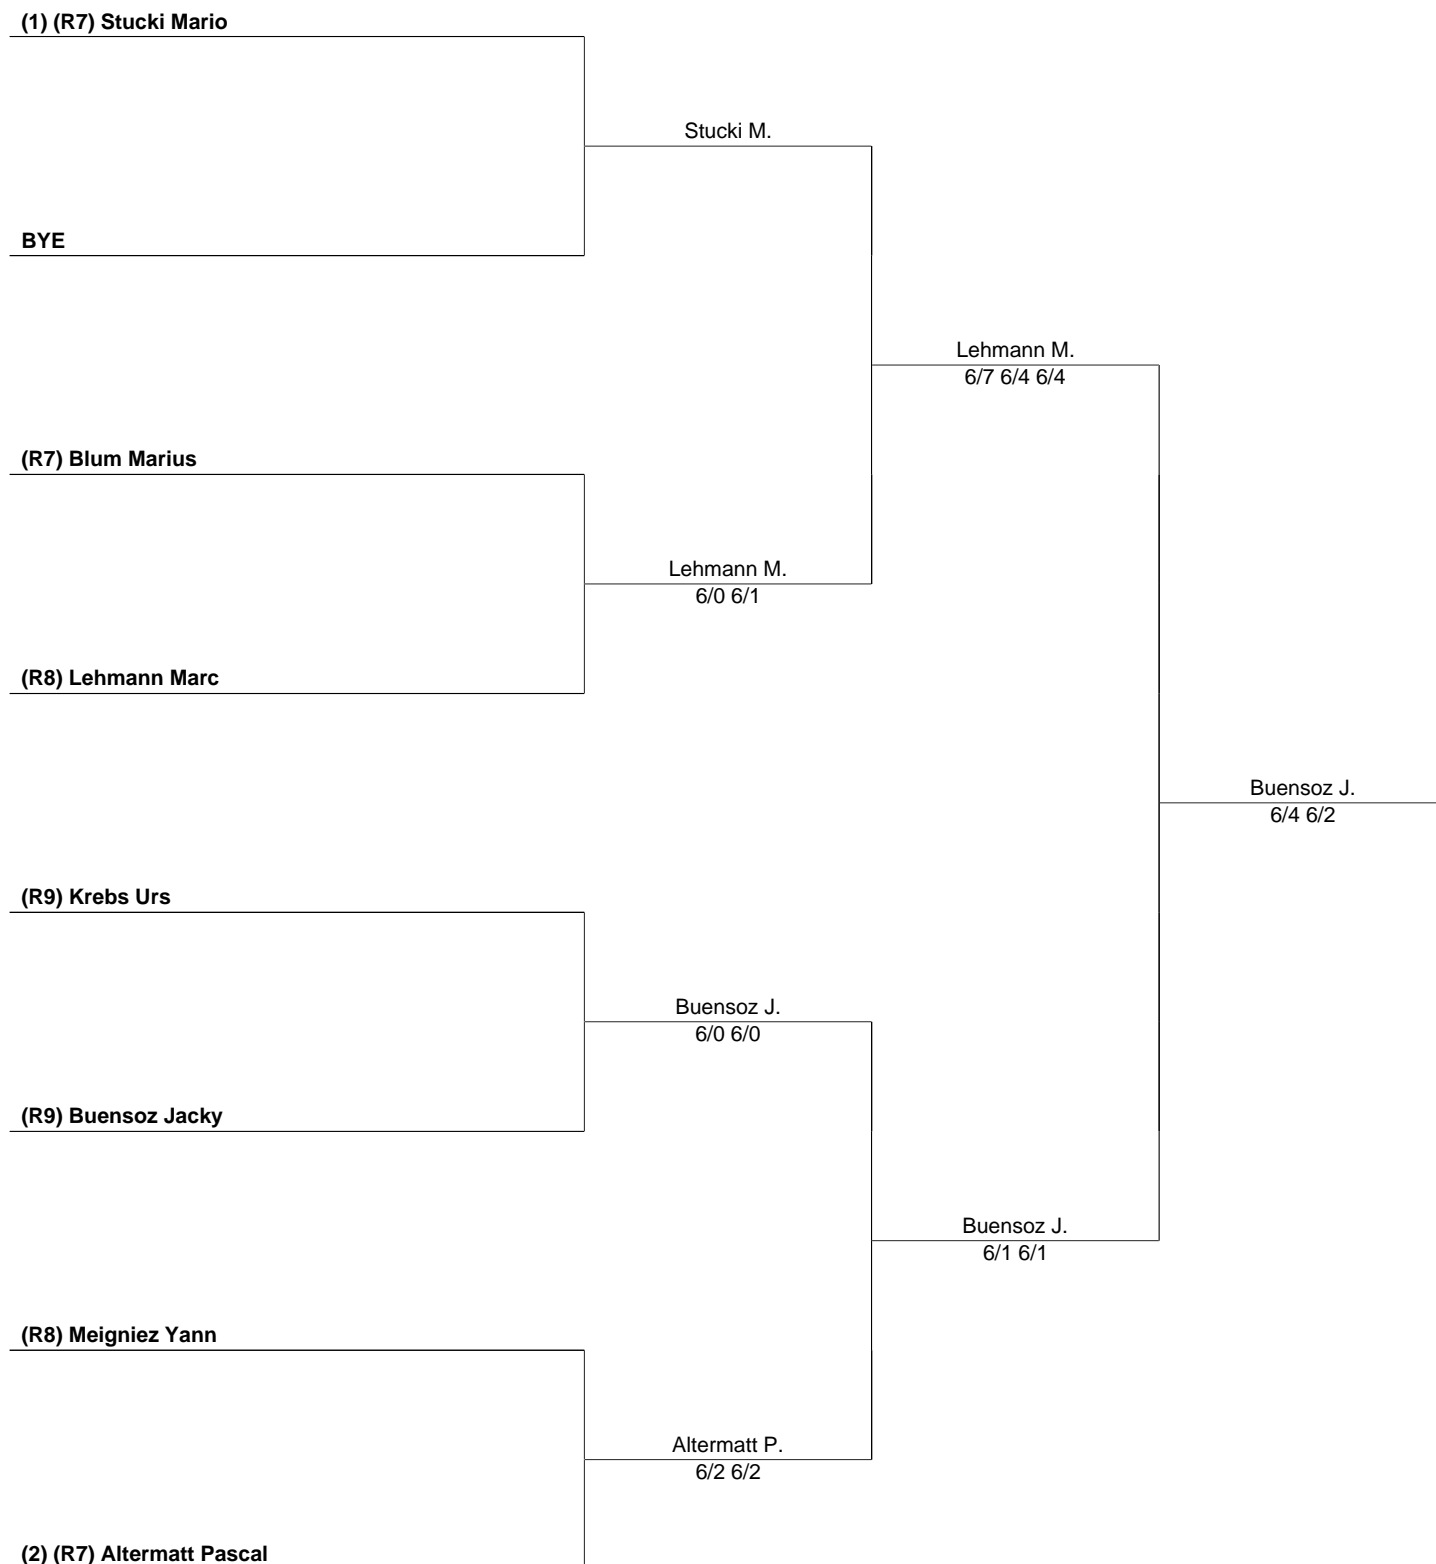 (1) (R7) Stucki Mario
Stucki M.
BYE
Lehmann M.
6/7 6/4 6/4
(R7) Blum Marius
Lehmann M.
6/0 6/1
(R8) Lehmann Marc
Buensoz J.
6/4 6/2
(R9) Krebs Urs
Buensoz J.
6/0 6/0
(R9) Buensoz Jacky
Buensoz J.
6/1 6/1
(R8) Meigniez Yann
Altermatt P.
6/2 6/2
(2) (R7) Altermatt Pascal